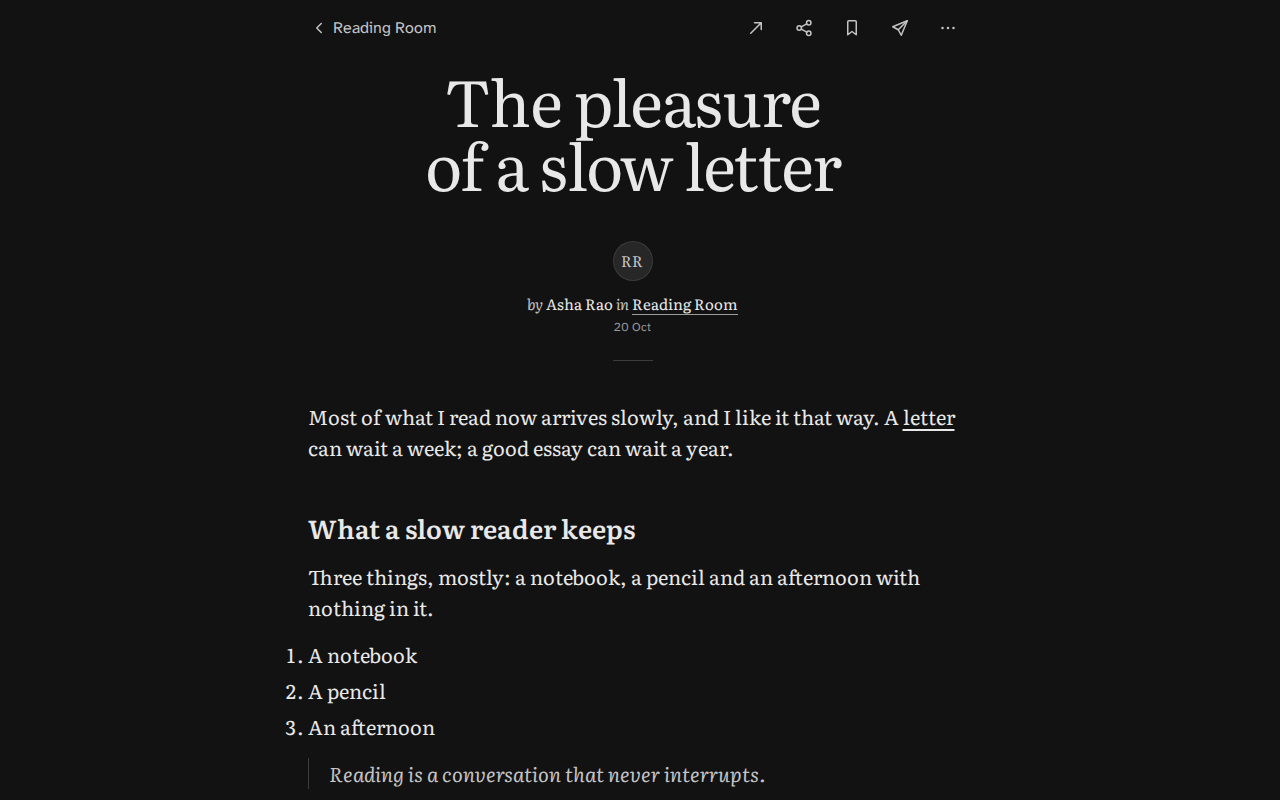 Reading Room
The pleasure
of a slow letter
RR
by Asha Rao in Reading Room
20 Oct
Most of what I read now arrives slowly, and I like it that way. A letter
can wait a week; a good essay can wait a year.
What a slow reader keeps
Three things, mostly: a notebook, a pencil and an afternoon with
nothing in it.
1. A notebook
2. A pencil
3. An afternoon
Reading is a conversation that never interrupts.